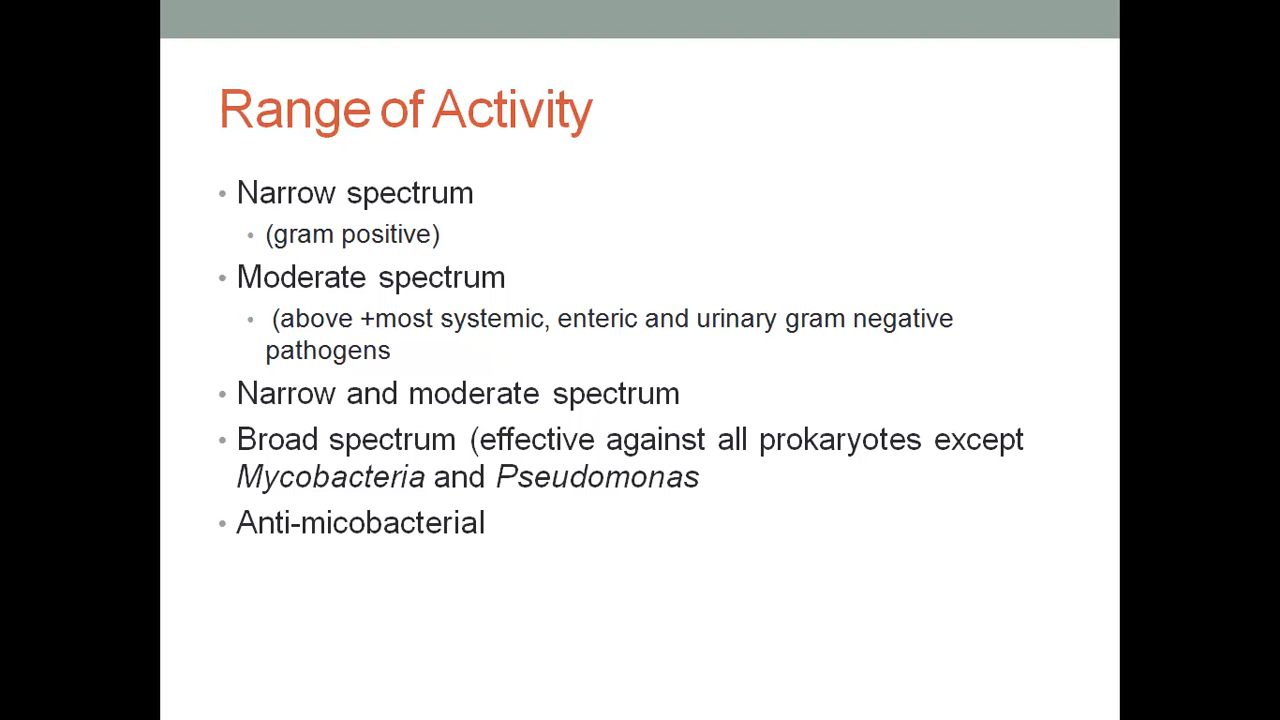 Range of Activity
• Narrow spectrum
• (gram positive)
• Moderate spectrum
• (above +most systemic, enteric and urinary gram negative
pathogens
• Narrow and moderate spectrum
• Broad spectrum (effective against all prokaryotes except
Mycobacteria and Pseudomonas
• Anti-micobacterial